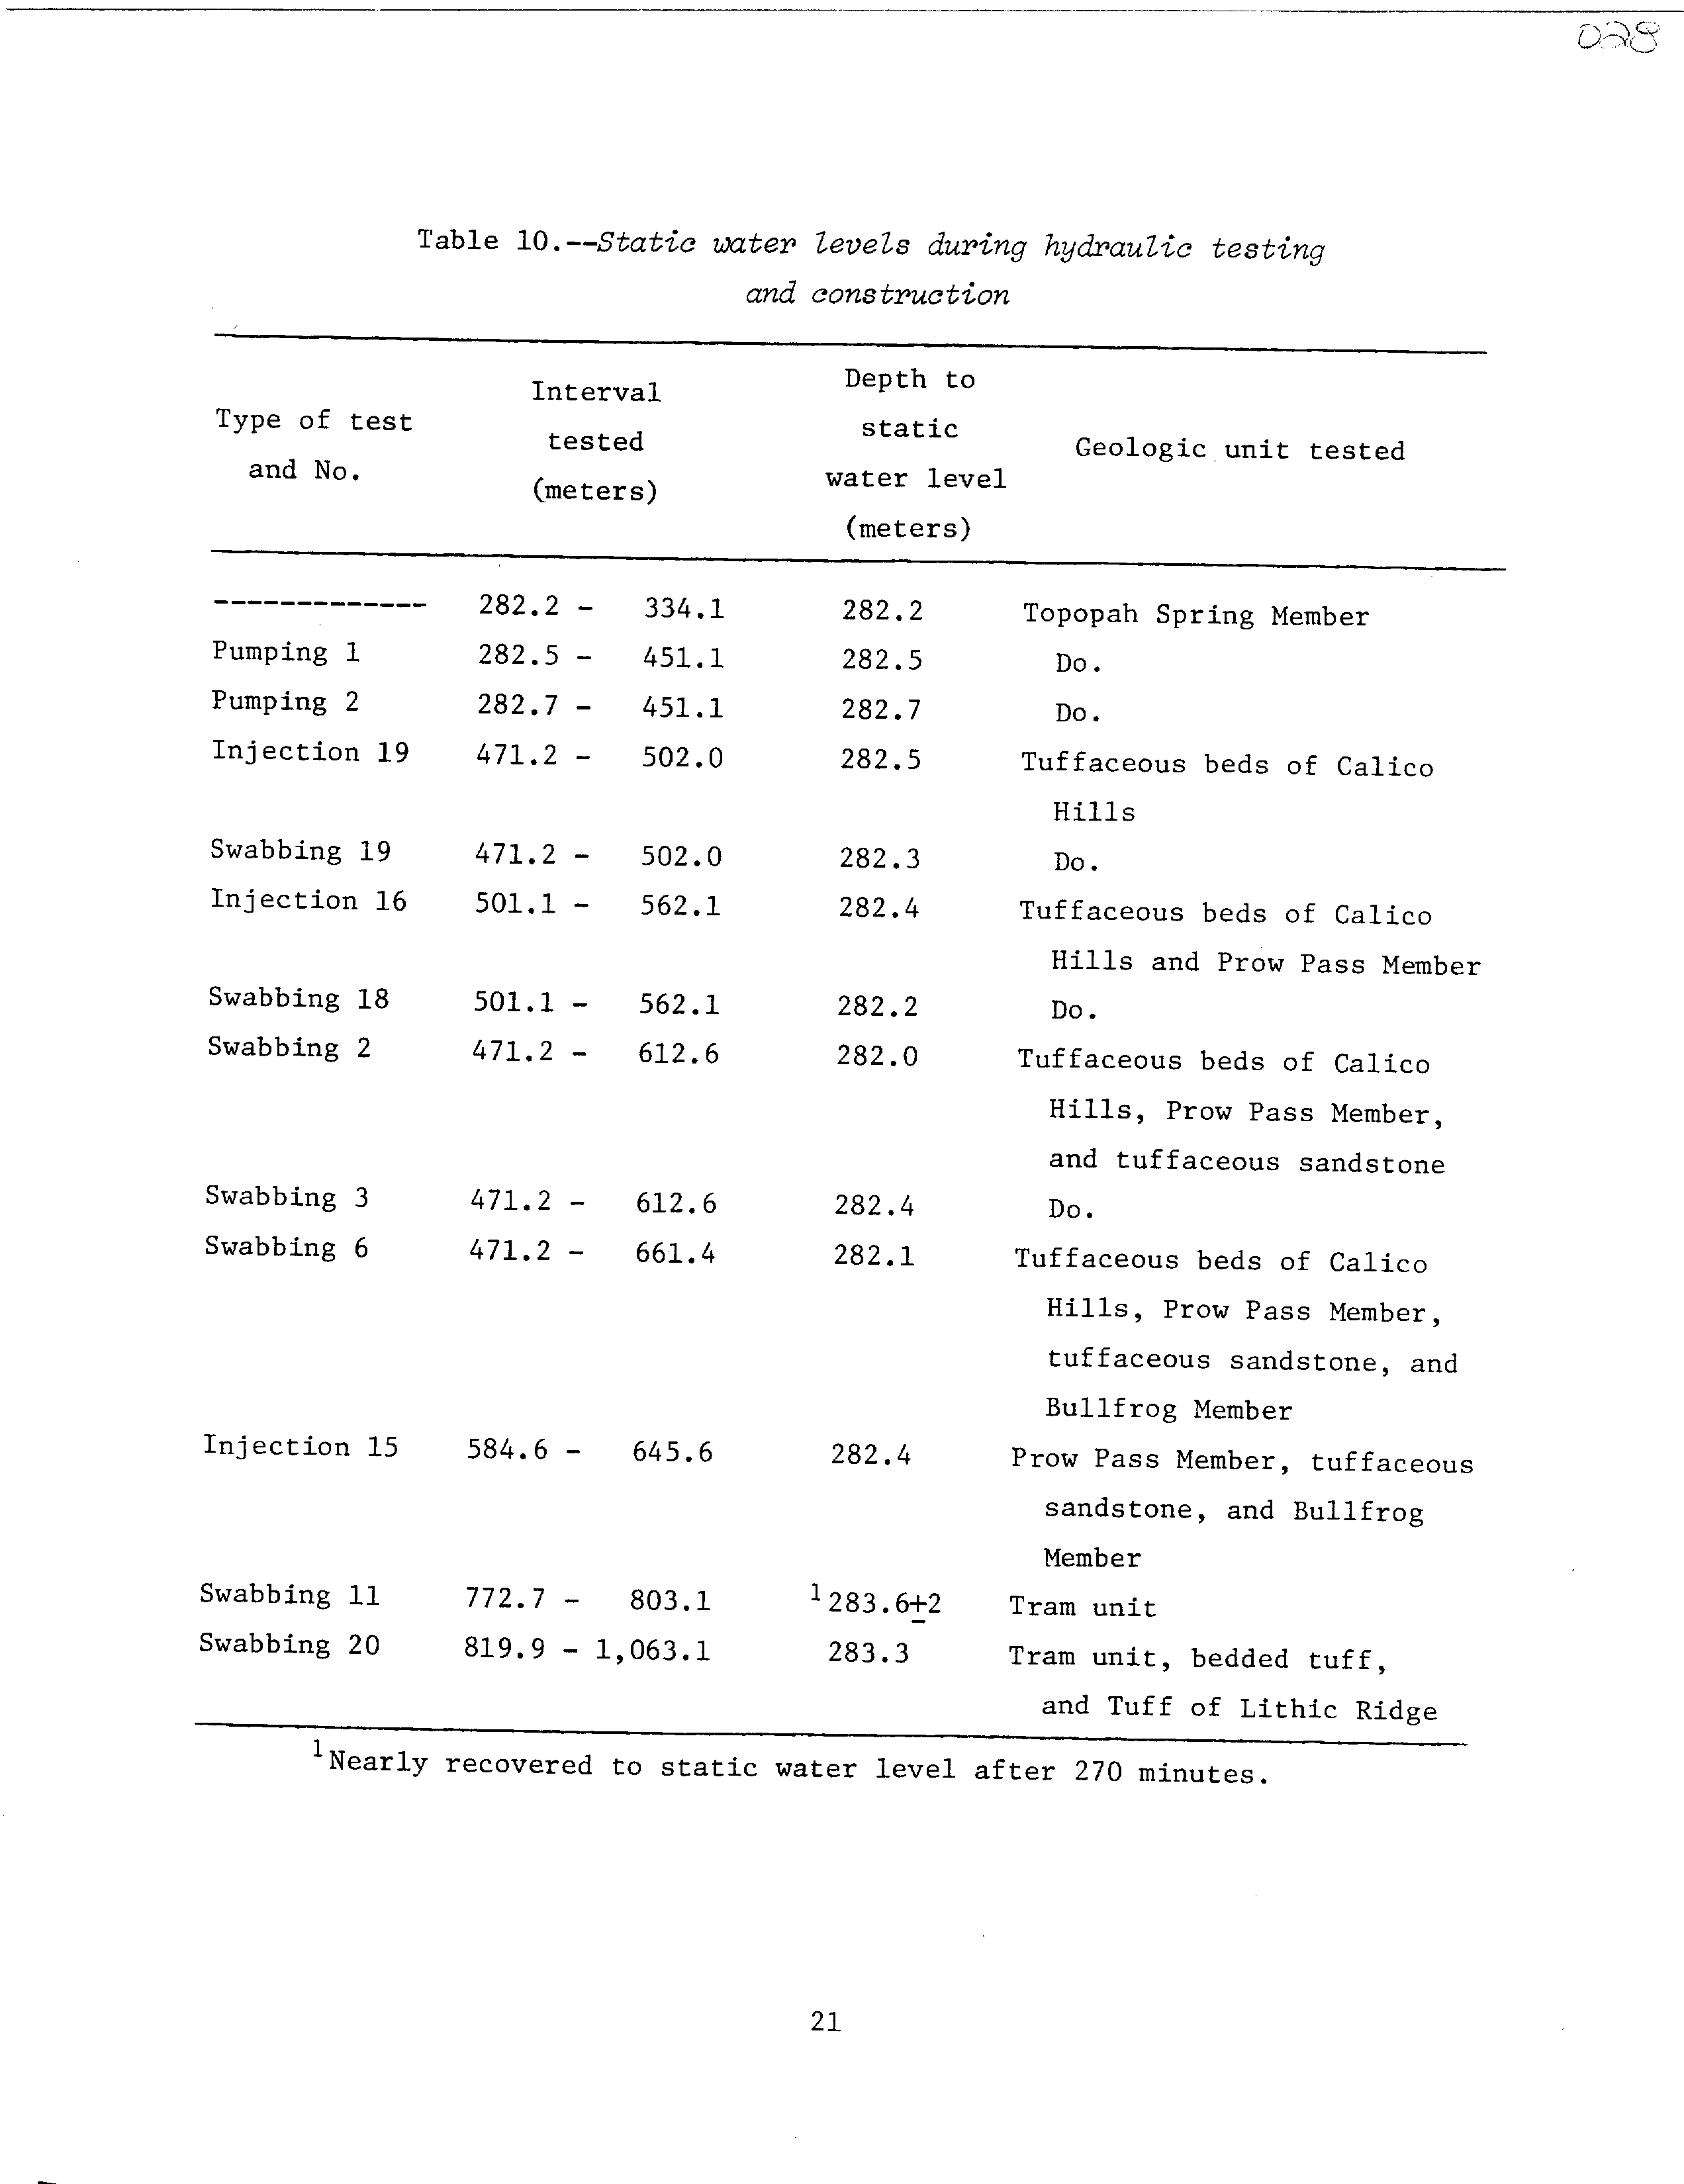 028
Table 10.--Static water levels during hydraulic testing
and construction
Type of test
and No.
Interval
tested
(meters)
Depth to
static
water level
(meters)
Geologic unit tested
------------- 282.2 - 334.1 282.2 Topopah Spring Member
Pumping 1 282.5 - 451.1 282.5 Do.
Pumping 2 282.7 - 451.1 282.7 Do.
Injection 19 471.2 - 502.0 282.5 Tuffaceous beds of Calico
Hills
Swabbing 19 471.2 - 502.0 282.3 Do.
Injection 16 501.1 - 562.1 282.4 Tuffaceous beds of Calico
Hills and Prow Pass Member
Swabbing 18 501.1 - 562.1 282.2 Do.
Swabbing 2 471.2 - 612.6 282.0 Tuffaceous beds of Calico
Hills, Prow Pass Member,
and tuffaceous sandstone
Swabbing 3 471.2 - 612.6 282.4 Do.
Swabbing 6 471.2 - 661.4 282.1 Tuffaceous beds of Calico
Hills, Prow Pass Member,
tuffaceous sandstone, and
Bullfrog Member
Injection 15 584.6 - 645.6 282.4 Prow Pass Member, tuffaceous
sandstone, and Bullfrog
Member
Swabbing 11 772.7 - 803.1 ¹283.6±2 Tram unit
Swabbing 20 819.9 - 1,063.1 283.3 Tram unit, bedded tuff,
and Tuff of Lithic Ridge
¹Nearly recovered to static water level after 270 minutes.
21